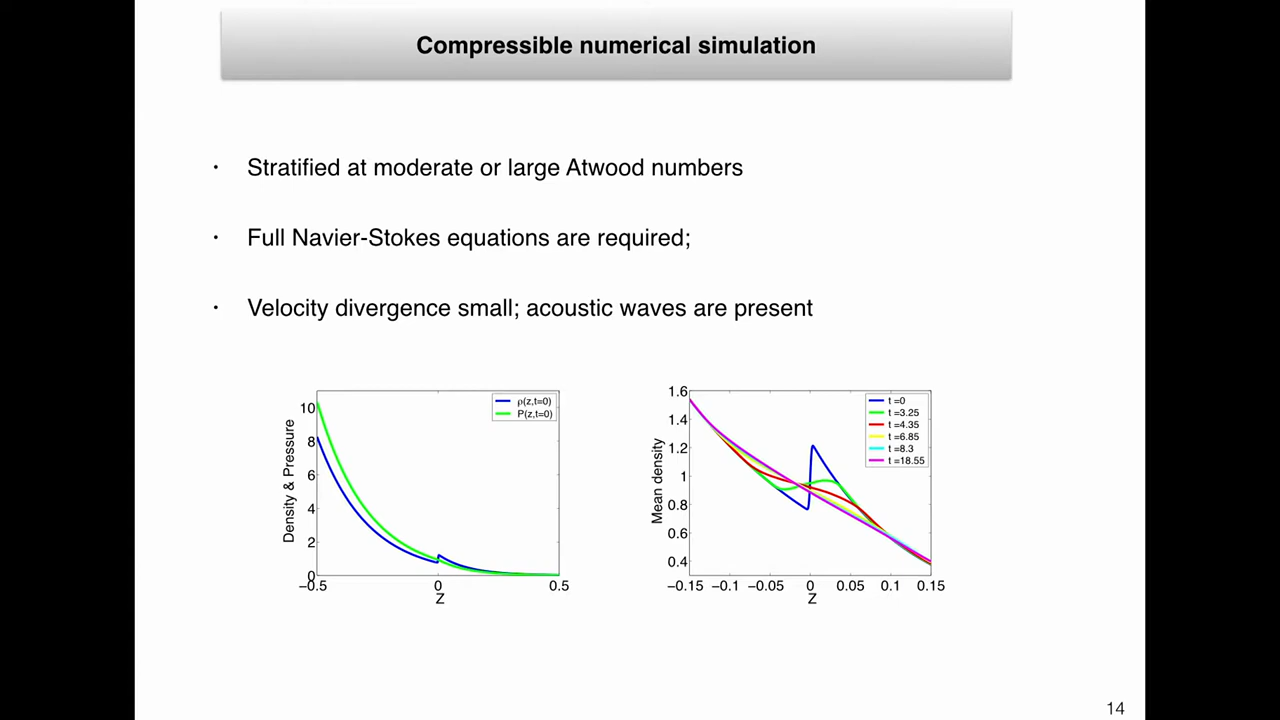 Compressible numerical simulation
· Stratified at moderate or large Atwood numbers
· Full Navier-Stokes equations are required;
· Velocity divergence small; acoustic waves are present
Density & Pressure
10
8
6
4
2
0
−0.5
0
0.5
Z
ρ(z,t=0)
P(z,t=0)
Mean density
1.6
1.4
1.2
1
0.8
0.6
0.4
−0.15
−0.1
−0.05
0
0.05
0.1
0.15
Z
t =0
t =3.25
t =4.35
t =6.85
t =8.3
t =18.55
14